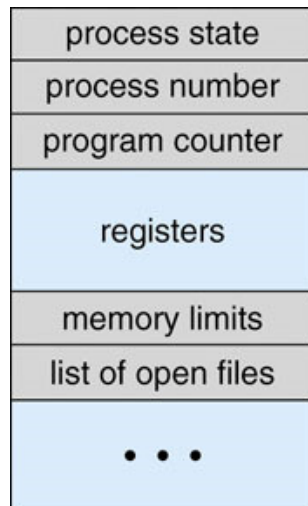 process state
process number
program counter
registers
memory limits
list of open files
• • •